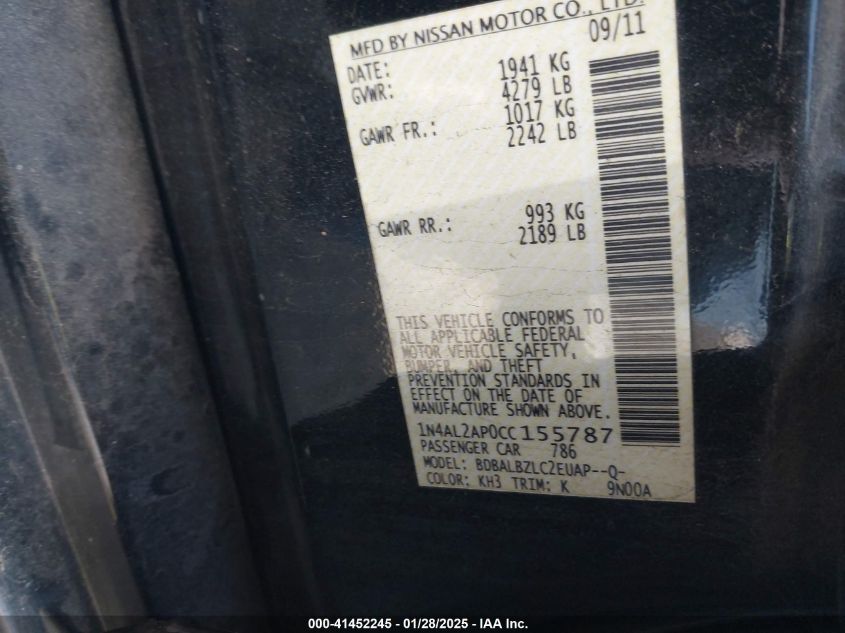 MFD BY NISSAN MOTOR CO., LTD.
DATE: 09/11
GVWR: 1941 KG
4279 LB
GAWR FR.: 1017 KG
2242 LB
GAWR RR.: 993 KG
2189 LB
THIS VEHICLE CONFORMS TO
ALL APPLICABLE FEDERAL
MOTOR VEHICLE SAFETY,
BUMPER, AND THEFT
PREVENTION STANDARDS IN
EFFECT ON THE DATE OF
MANUFACTURE SHOWN ABOVE.
1N4AL2AP0CC155787
PASSENGER CAR 786
MODEL: BDBALBZLC2EUAP--Q-
COLOR: KH3 TRIM: K 9N00A
000-41452245 - 01/28/2025 - IAA Inc.